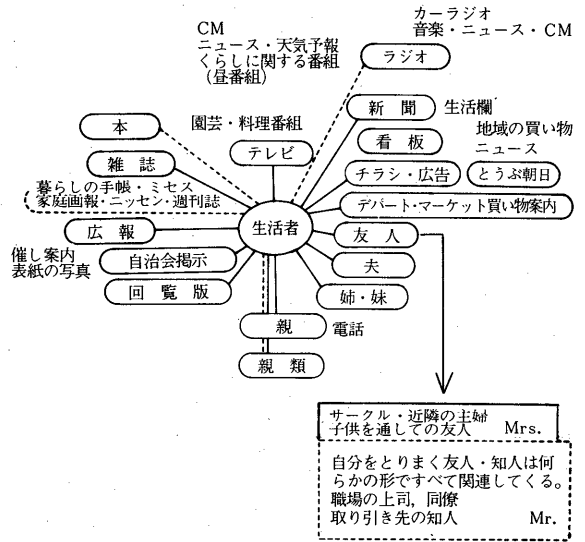 カーラジオ
音楽・ニュース・CM
ラジオ
CM
ニュース・天気予報
くらしに関する番組
(昼番組)
新聞
生活欄
本
園芸・料理番組
テレビ
看板
地域の買い物
ニュース
雑誌
チラシ・広告
とうぶ朝日
暮らしの手帳・ミセス
家庭画報・ニッセン・週刊誌
デパート・マーケット買い物案内
生活者
広報
友人
催し案内
表紙の写真
自治会掲示
夫
回覧版
姉・妹
親
電話
親類
サークル・近隣の主婦
子供を通しての友人 Mrs.
自分をとりまく友人・知人は何
らかの形ですべて関連してくる。
職場の上司,同僚
取り引き先の知人 Mr.